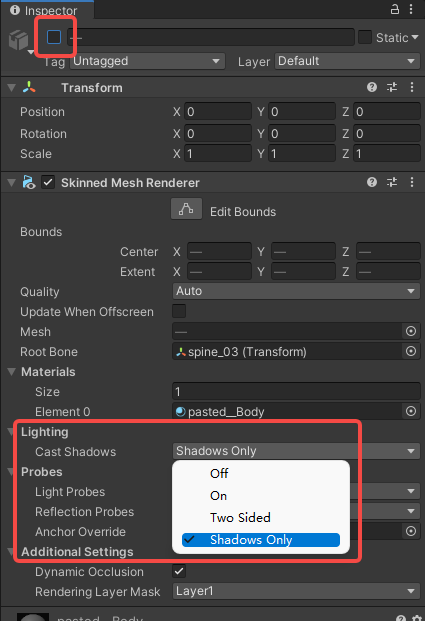 Inspector
— Static
Tag Untagged Layer Default
Transform
Position X 0 Y 0 Z 0
Rotation X 0 Y 0 Z 0
Scale X 1 Y 1 Z 1
Skinned Mesh Renderer
Edit Bounds
Bounds
Center X — Y — Z —
Extent X — Y — Z —
Quality Auto
Update When Offscreen
Mesh —
Root Bone spine_03 (Transform)
Materials
Size 1
Element 0 pasted__Body
Lighting
Cast Shadows Shadows Only
Probes
Off
Light Probes
On
Reflection Probes
Two Sided
Anchor Override
Shadows Only
Additional Settings
Dynamic Occlusion
Rendering Layer Mask Layer1
pasted__Body